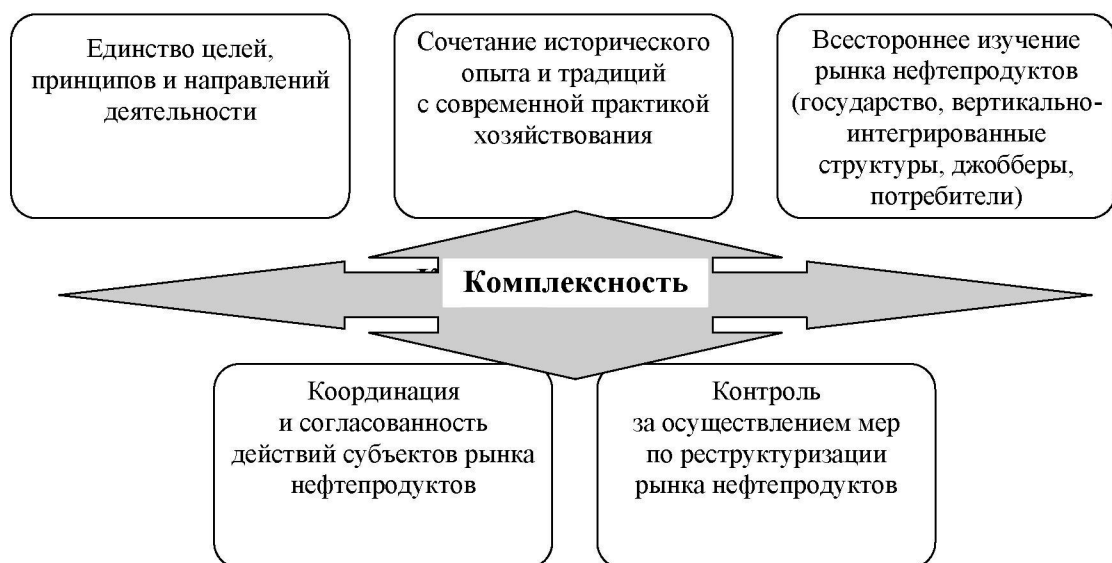 Единство целей,
принципов и направлений
деятельности
Сочетание исторического
опыта и традиций
с современной практикой
хозяйствования
Всестороннее изучение
рынка нефтепродуктов
(государство, вертикально-
интегрированные
структуры, джобберы,
потребители)
Комплексность
Координация
и согласованность
действий субъектов рынка
нефтепродуктов
Контроль
за осуществлением мер
по реструктуризации
рынка нефтепродуктов